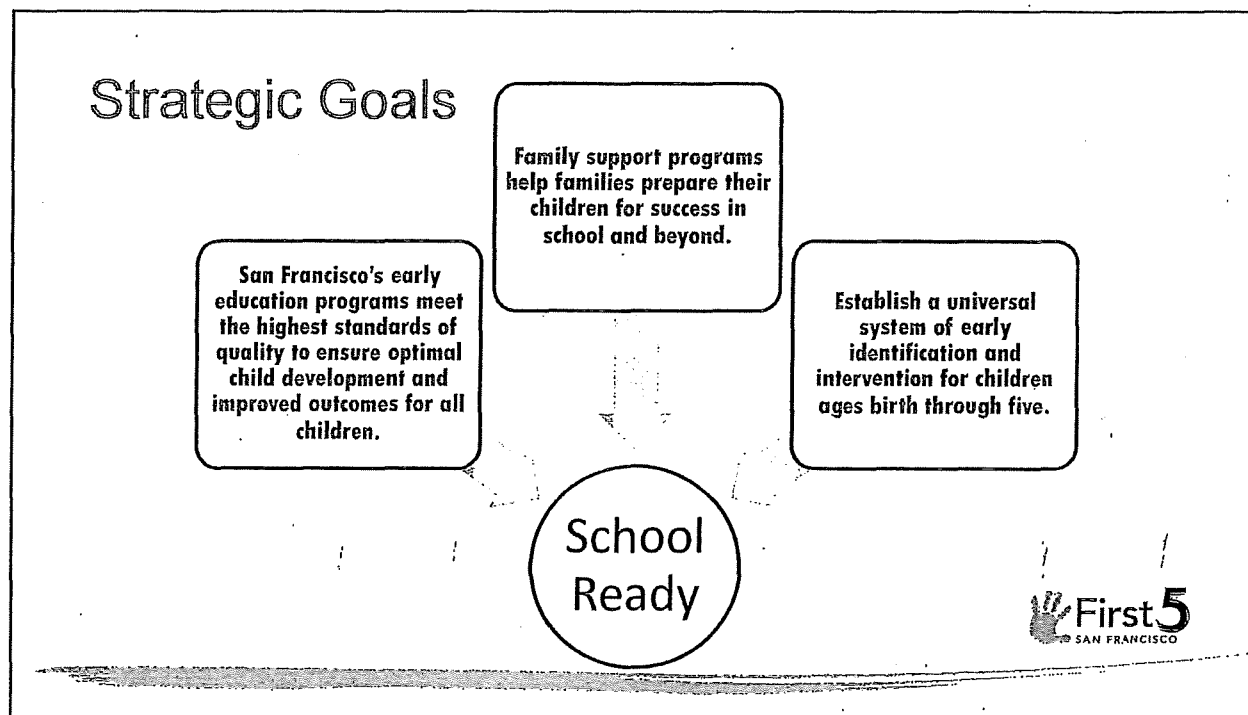 Strategic Goals
Family support programs
help families prepare their
children for success in
school and beyond.
San Francisco's early
education programs meet
the highest standards of
quality to ensure optimal
child development and
improved outcomes for all
children.
Establish a universal
system of early
identification and
intervention for children
ages birth through five.
School
Ready
First 5
SAN FRANCISCO